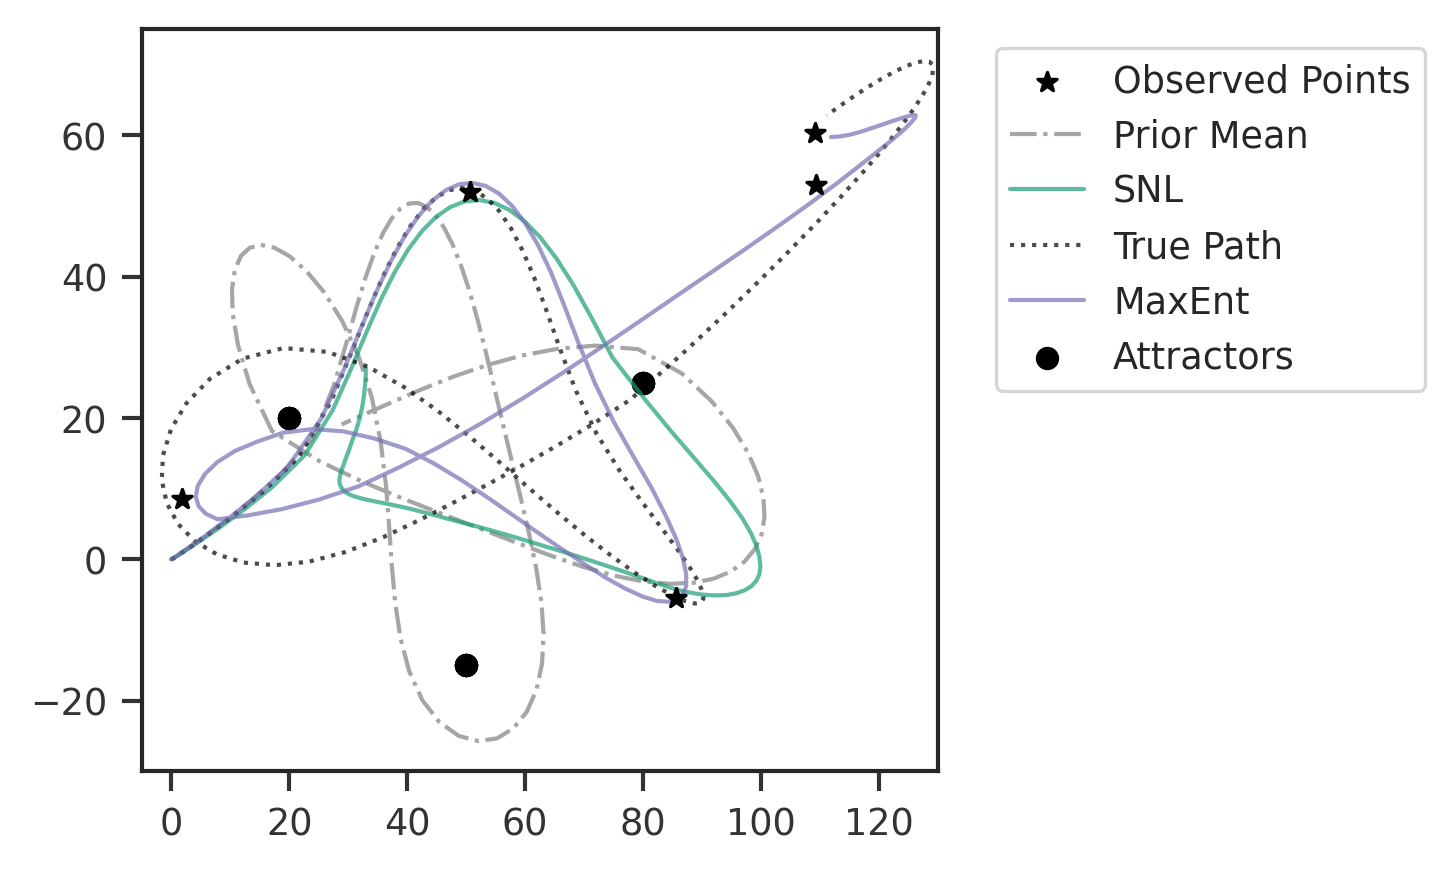 60
40
20
0
−20
0 20 40 60 80 100 120
Observed Points
Prior Mean
SNL
True Path
MaxEnt
Attractors